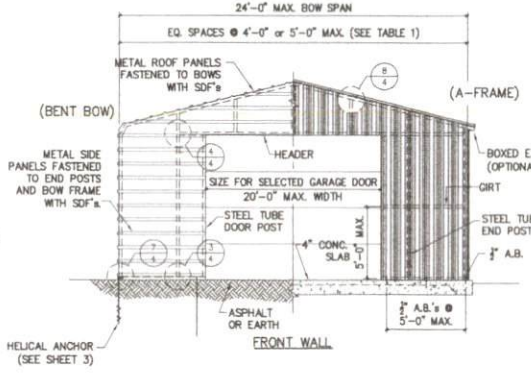 24'-0" MAX. BOW SPAN
EQ. SPACES @ 4'-0" or 5'-0" MAX. (SEE TABLE 1)
METAL ROOF PANELS
FASTENED TO BOWS
WITH SDF's
8
4
(BENT BOW)
(A-FRAME)
METAL SIDE
PANELS FASTENED
TO END POSTS
AND BOW FRAME
WITH SDF's
4
4
HEADER
BOXED E
(OPTIONA
SIZE FOR SELECTED GARAGE DOOR
20'-0" MAX. WIDTH
GIRT
STEEL TUBE
DOOR POST
STEEL TUB
END POST
7
4
3
4
4" CONC.
SLAB
5'-0" MAX.
½" A.B.
ASPHALT
OR EARTH
½" A.B.'s @
5'-0" MAX.
HELICAL ANCHOR
(SEE SHEET 3)
FRONT WALL